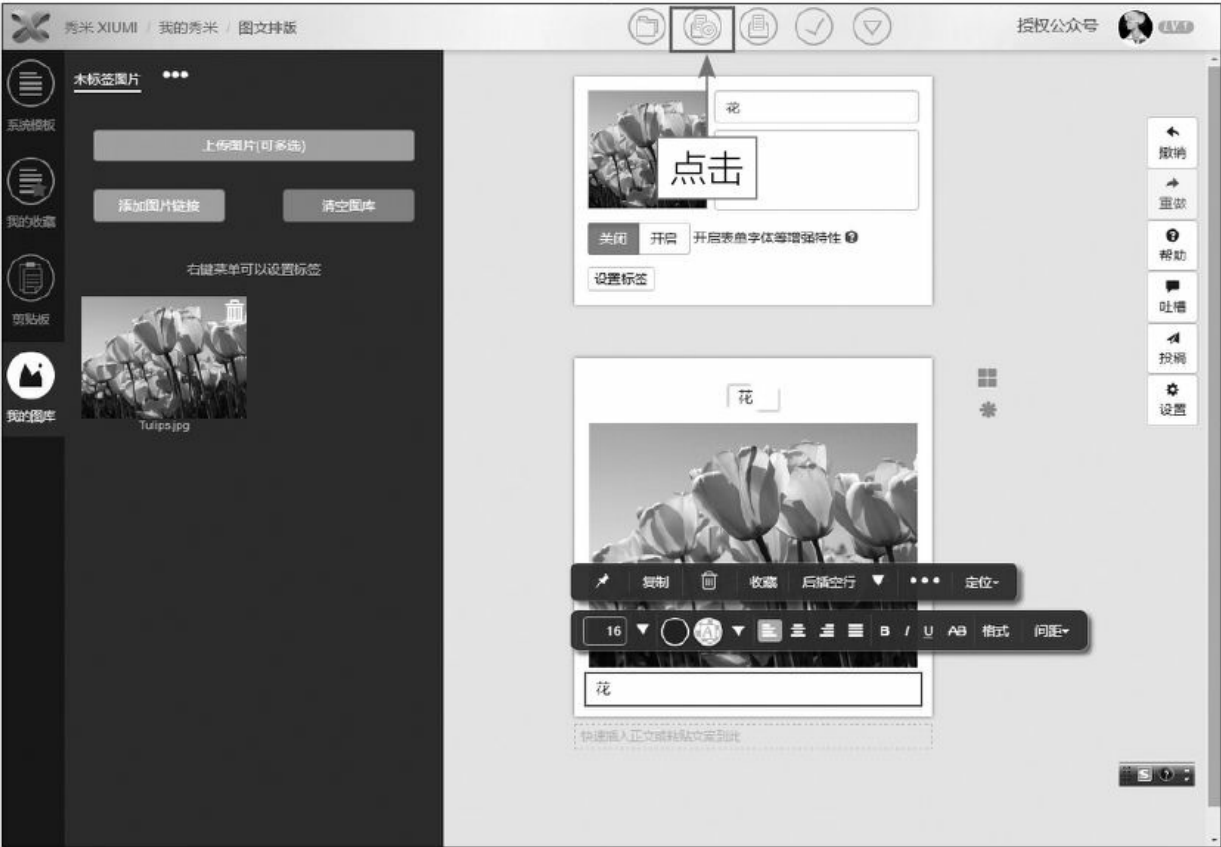 秀米 XIUMI / 我的秀米 / 图文排版
授权公众号
LV.1
系统模板
我的收藏
剪贴板
我的图库
未标签图片 •••
上传图片(可多选)
添加图片链接
清空图库
右键菜单可以设置标签
Tulips.jpg
花
点击
关闭
开启
开启表单字体等增强特性
设置标签
花
复制
收藏
后插空行
•••
定位
16
A
B I U AB 格式 间距
花
快速插入正文或粘贴文案到此
撤销
重做
帮助
吐槽
投稿
设置
S